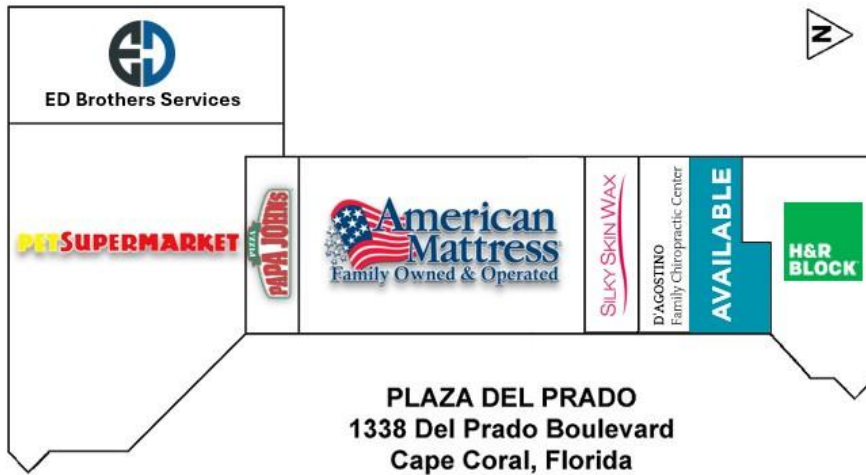 ED
ED Brothers Services
N
PETSUPERMARKET
PIZZA
PAPA JOHNS
American
Mattress
Family Owned & Operated
SILKY SKIN WAX
D'AGOSTINO
Family Chiropractic Center
AVAILABLE
H&R
BLOCK
PLAZA DEL PRADO
1338 Del Prado Boulevard
Cape Coral, Florida